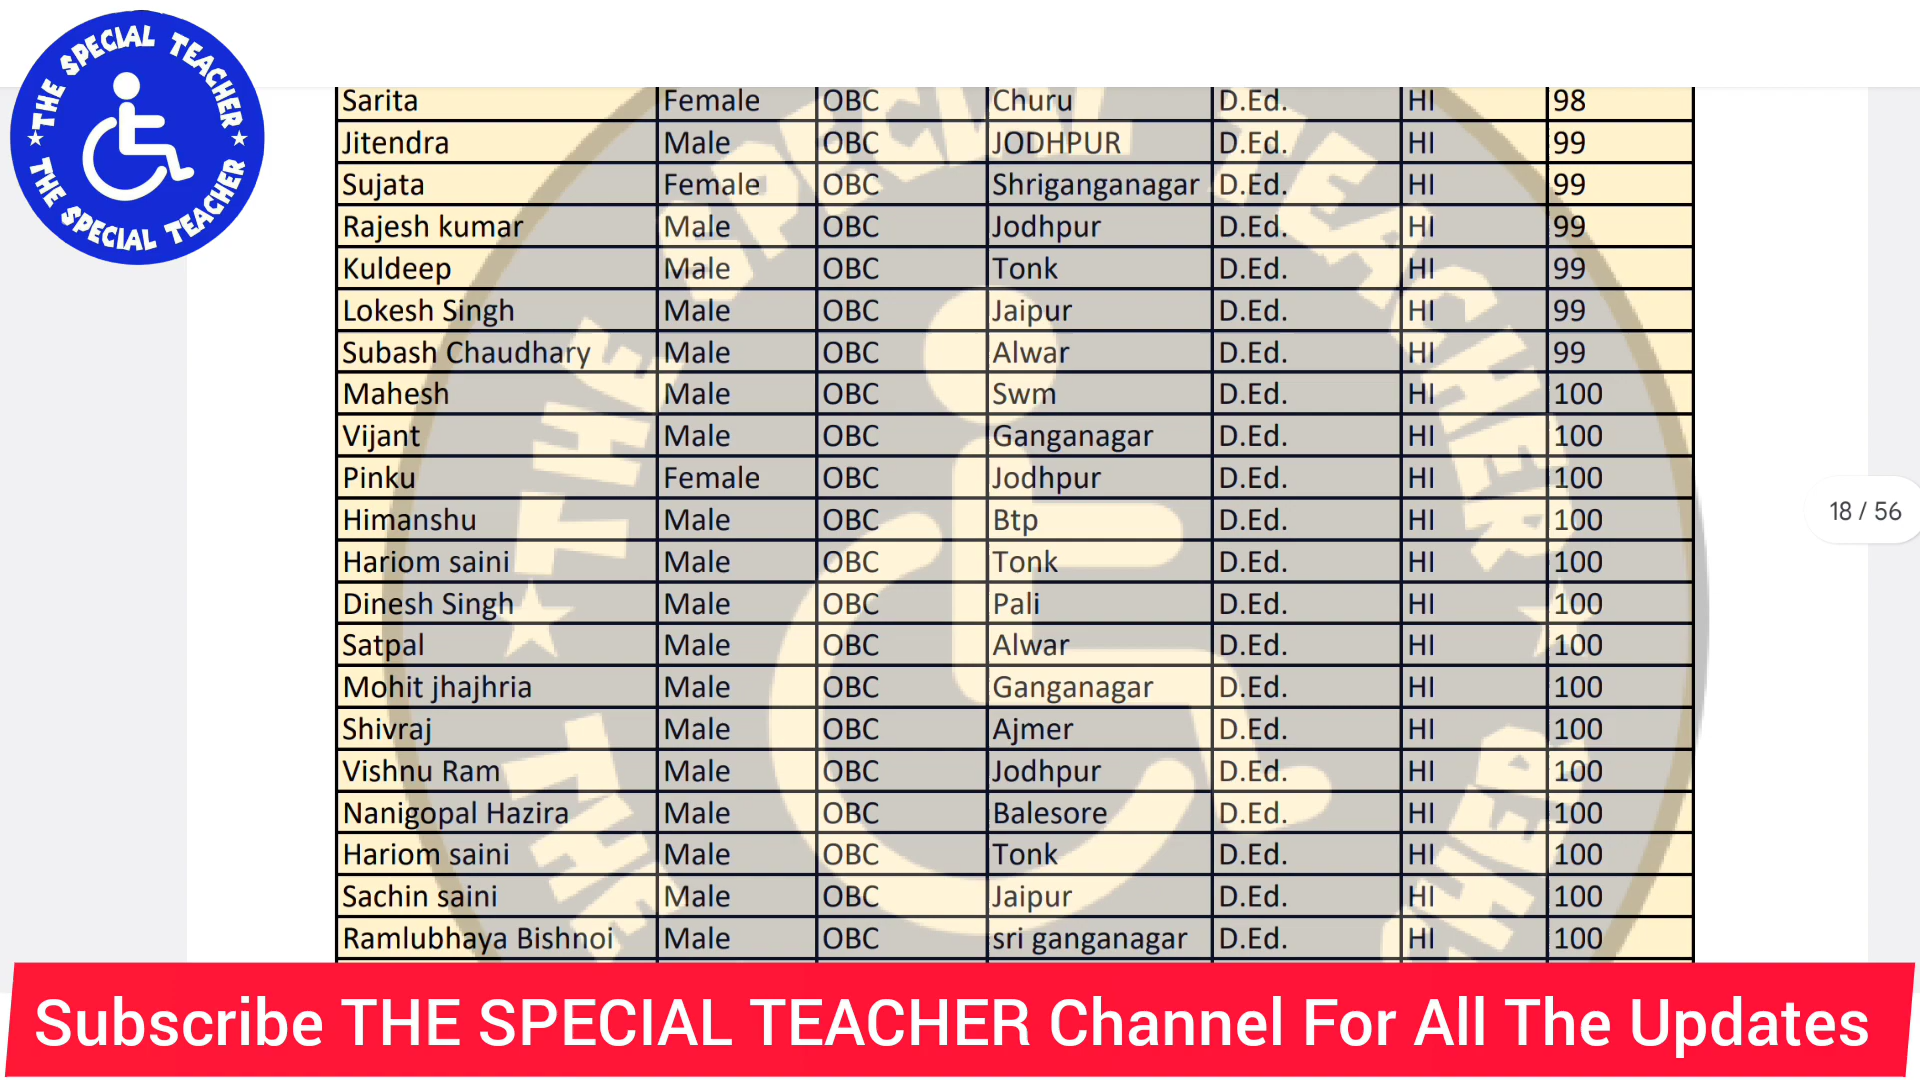 THE SPECIAL TEACHER
THE SPECIAL TEACHER
Sarita Female OBC Churu D.Ed. HI 98
Jitendra Male OBC JODHPUR D.Ed. HI 99
Sujata Female OBC Shriganganagar D.Ed. HI 99
Rajesh kumar Male OBC Jodhpur D.Ed. HI 99
Kuldeep Male OBC Tonk D.Ed. HI 99
Lokesh Singh Male OBC Jaipur D.Ed. HI 99
Subash Chaudhary Male OBC Alwar D.Ed. HI 99
Mahesh Male OBC Swm D.Ed. HI 100
Vijant Male OBC Ganganagar D.Ed. HI 100
Pinku Female OBC Jodhpur D.Ed. HI 100
Himanshu Male OBC Btp D.Ed. HI 100
Hariom saini Male OBC Tonk D.Ed. HI 100
Dinesh Singh Male OBC Pali D.Ed. HI 100
Satpal Male OBC Alwar D.Ed. HI 100
Mohit jhajhria Male OBC Ganganagar D.Ed. HI 100
Shivraj Male OBC Ajmer D.Ed. HI 100
Vishnu Ram Male OBC Jodhpur D.Ed. HI 100
Nanigopal Hazira Male OBC Balesore D.Ed. HI 100
Hariom saini Male OBC Tonk D.Ed. HI 100
Sachin saini Male OBC Jaipur D.Ed. HI 100
Ramlubhaya Bishnoi Male OBC sri ganganagar D.Ed. HI 100
18 / 56
THE SPECIAL TEACHER
THE
Subscribe THE SPECIAL TEACHER Channel For All The Updates